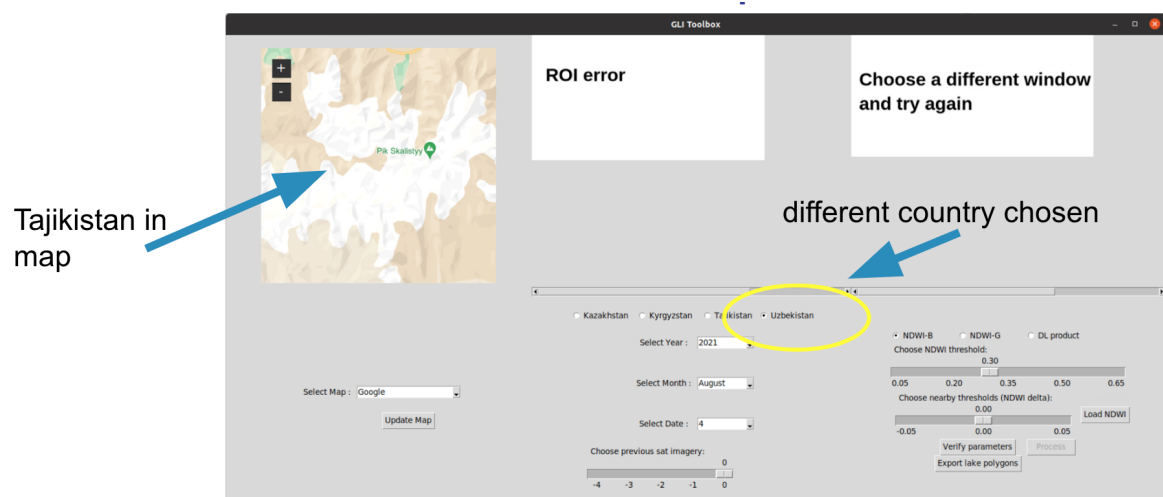 GLI Toolbox
+
-
Pik Skalistyy
ROI error
Choose a different window
and try again
Tajikistan in
map
different country chosen
Kazakhstan Kyrgyzstan Tajikistan Uzbekistan
Select Year : 2021
Select Month : August
Select Date : 4
Choose previous sat imagery:
0
-4 -3 -2 -1 0
Select Map : Google
Update Map
NDWI-B NDWI-G DL product
Choose NDWI threshold:
0.30
0.05 0.20 0.35 0.50 0.65
Choose nearby thresholds (NDWI delta):
0.00
-0.05 0.00 0.05
Load NDWI
Verify parameters Process
Export lake polygons